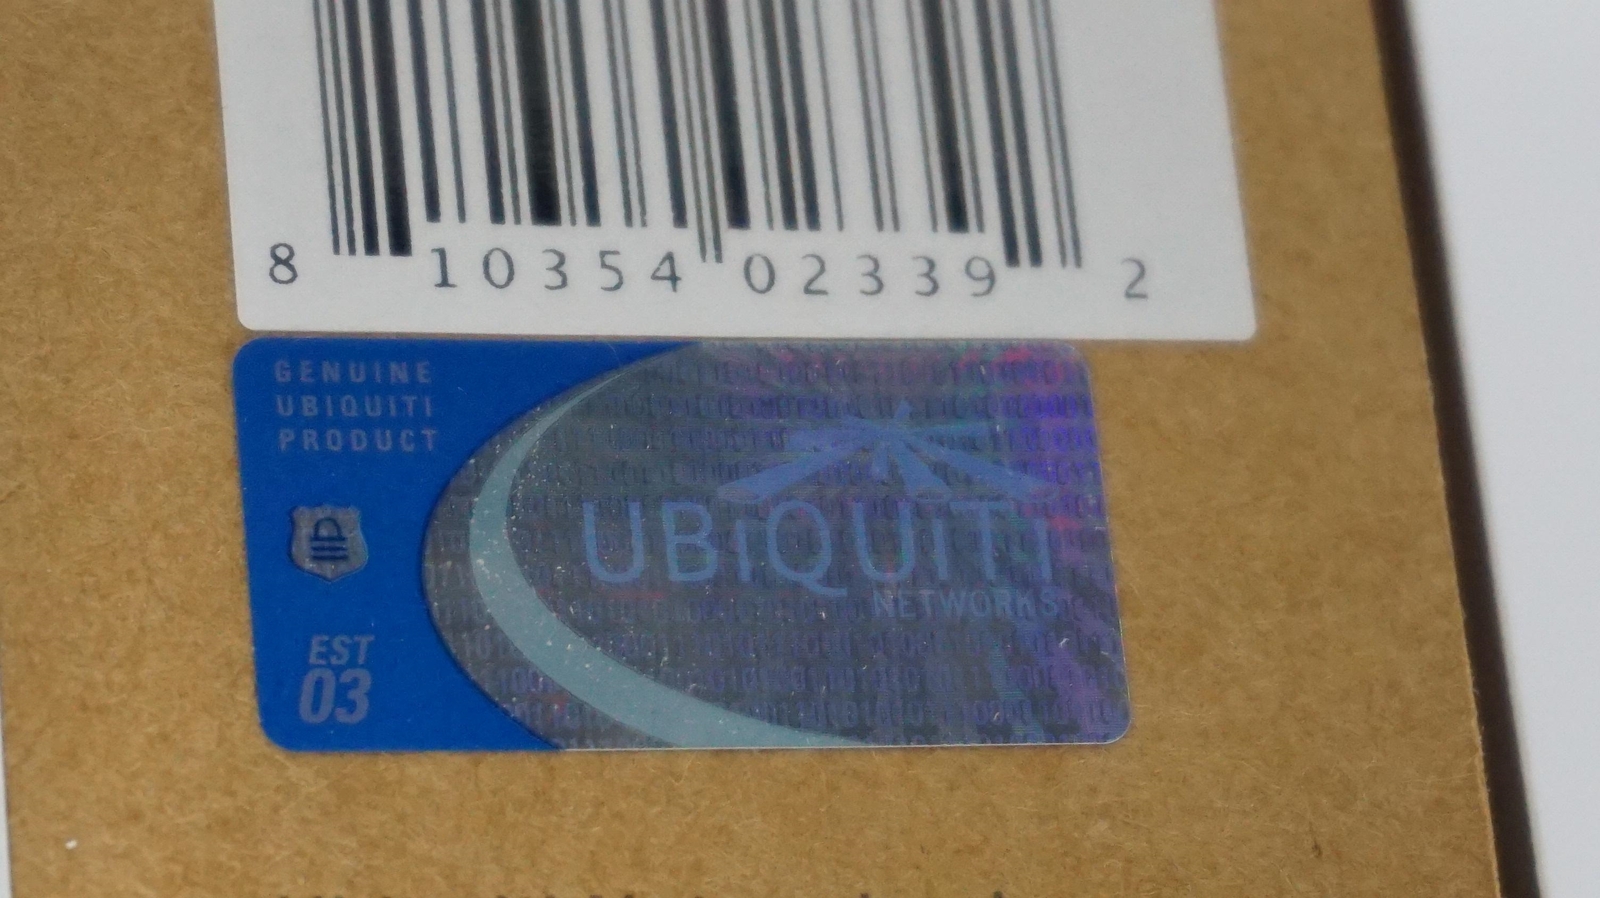 8 10354 02339 2
GENUINE
UBIQUITI
PRODUCT
UBiQUiTi
NETWORKS
EST
03